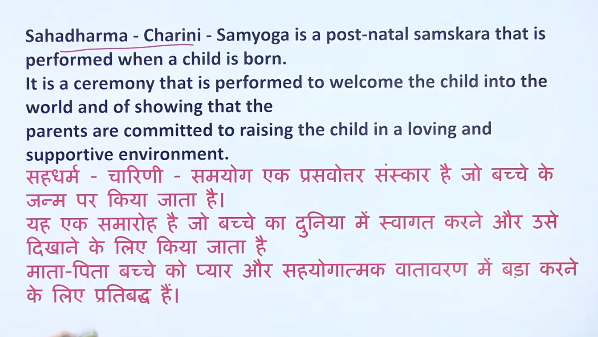 Sahadharma - Charini - Samyoga is a post-natal samskara that is
performed when a child is born.
It is a ceremony that is performed to welcome the child into the
world and of showing that the
parents are committed to raising the child in a loving and
supportive environment.
सहधर्म - चारिणी - समयोग एक प्रसवोत्तर संस्कार है जो बच्चे के
जन्म पर किया जाता है।
यह एक समारोह है जो बच्चे का दुनिया में स्वागत करने और उसे
दिखाने के लिए किया जाता है
माता-पिता बच्चे को प्यार और सहयोगात्मक वातावरण में बड़ा करने
के लिए प्रतिबद्ध हैं।